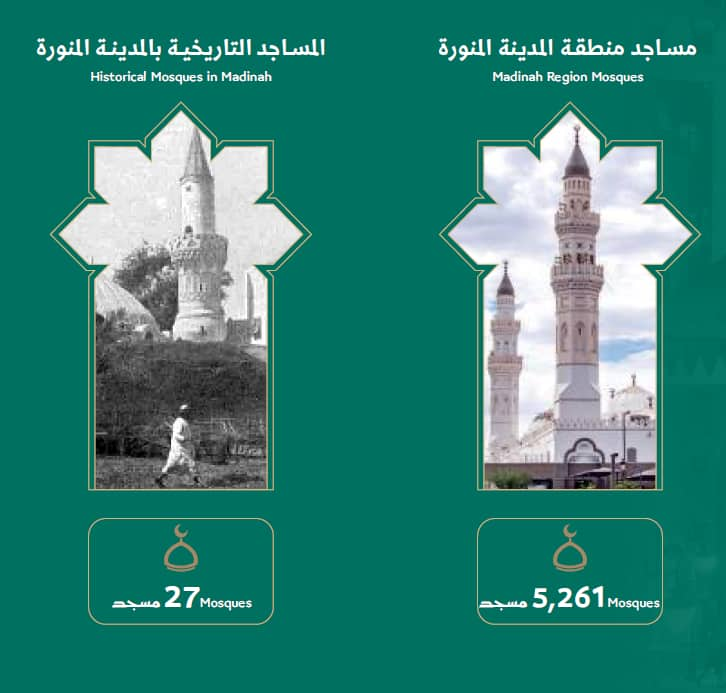 مساجد منطقة المدينة المنورة
Madinah Region Mosques
5,261 مسجد Mosques
المساجد التاريخية بالمدينة المنورة
Historical Mosques in Madinah
27 مسجد Mosques